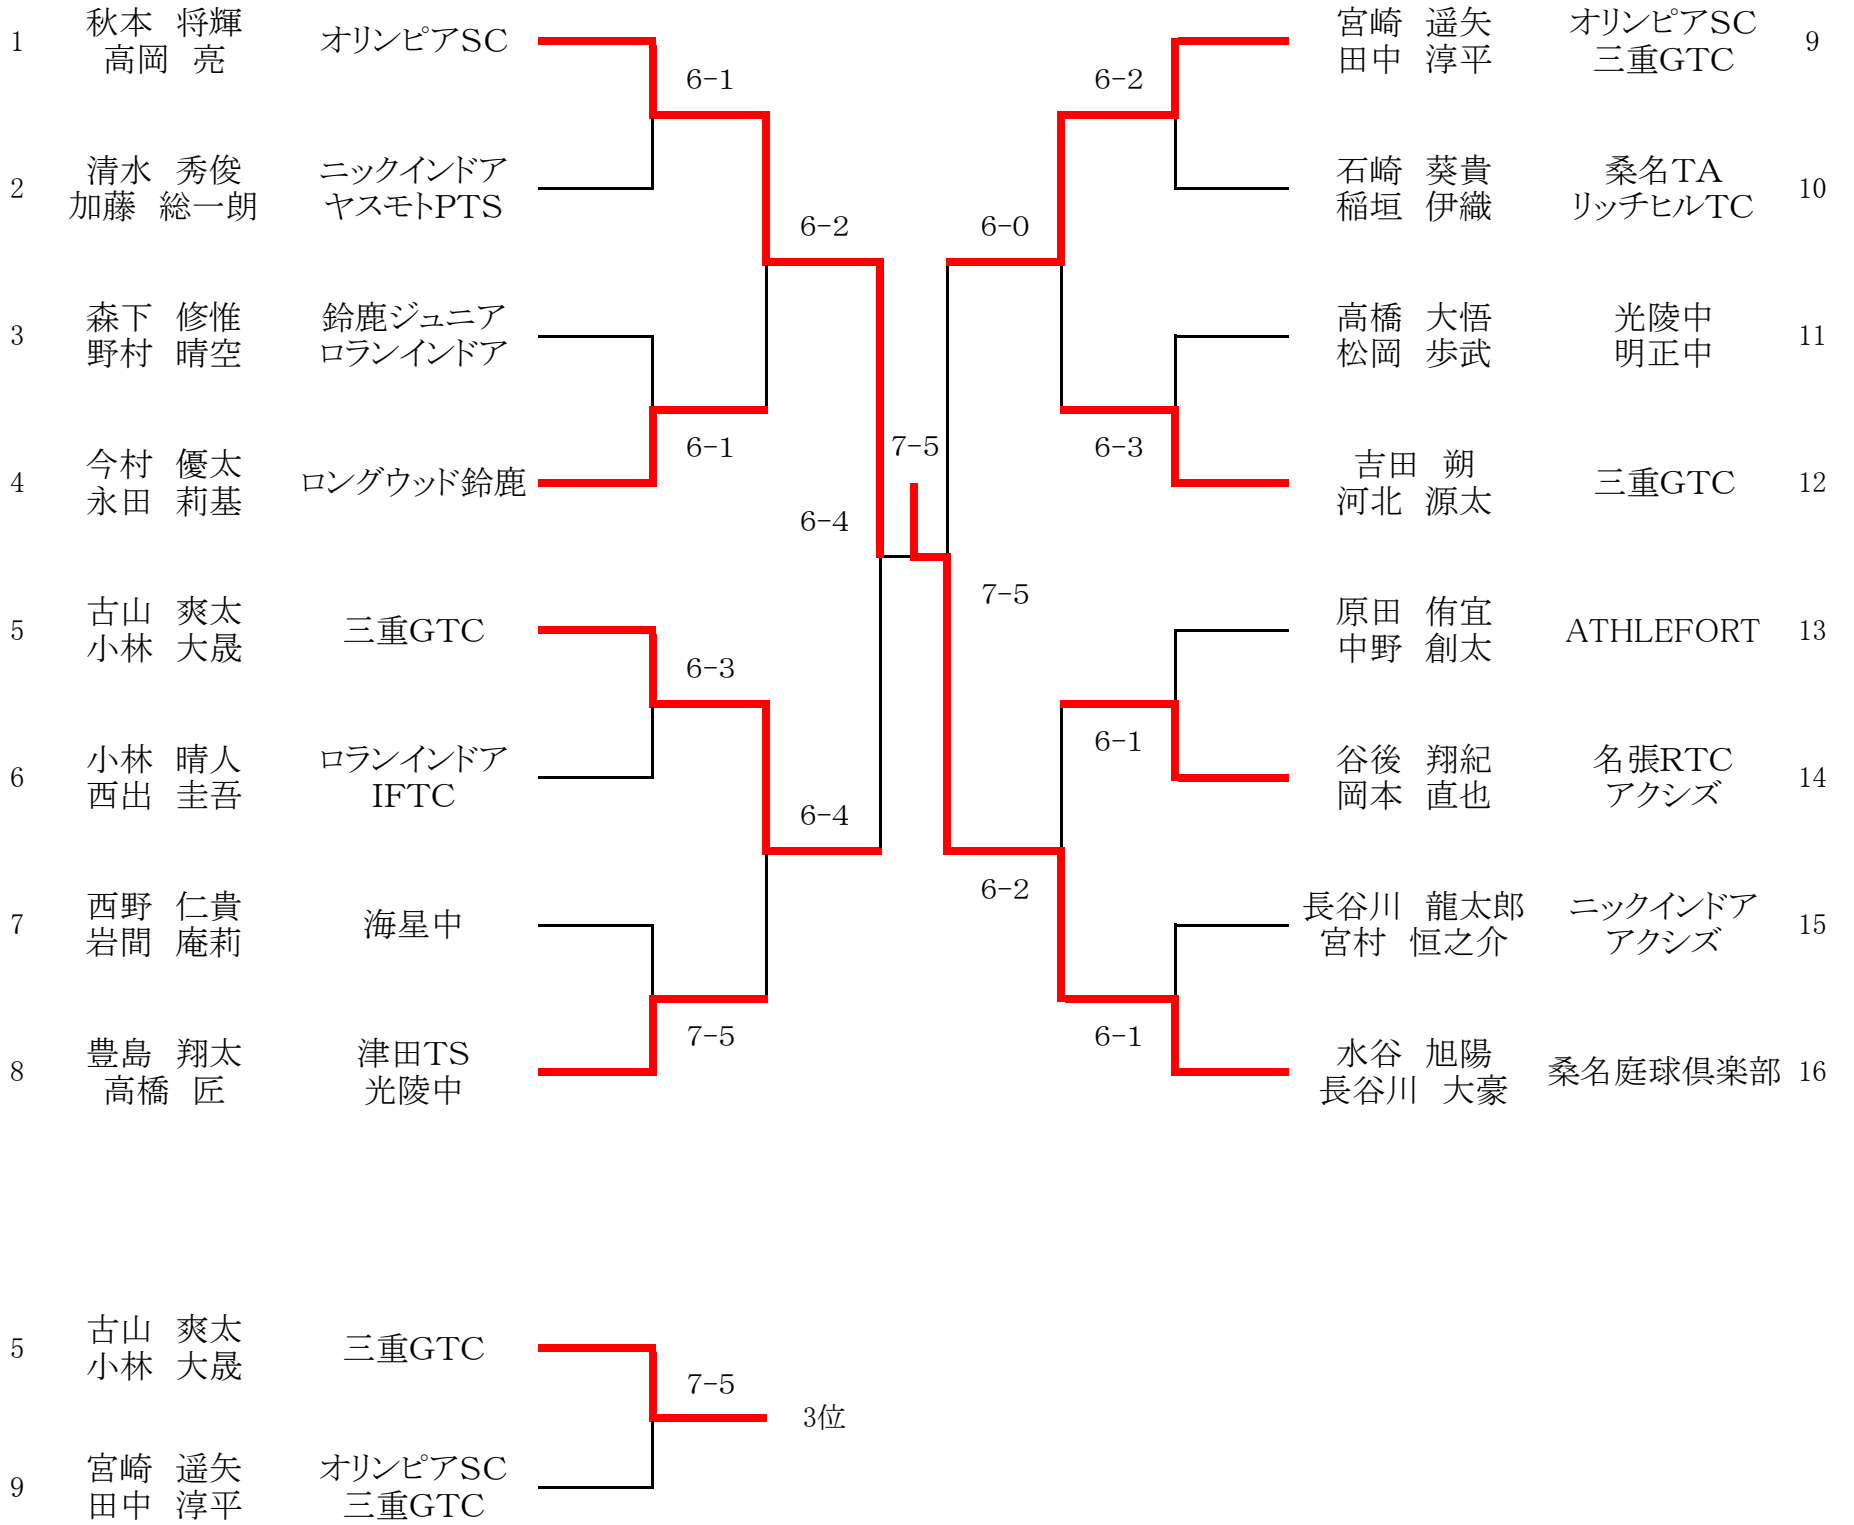 1 秋本 将輝
高岡 亮 オリンピアSC
2 清水 秀俊 ニックインドア
加藤 総一朗 ヤスモトPTS
3 森下 修惟 鈴鹿ジュニア
野村 晴空 ロランインドア
4 今村 優太
永田 莉基 ロングウッド鈴鹿
5 古山 爽太
小林 大晟 三重GTC
6 小林 晴人 ロランインドア
西出 圭吾 IFTC
7 西野 仁貴
岩間 庵莉 海星中
8 豊島 翔太 津田TS
高橋 匠 光陵中
6-1
6-1
6-3
7-5
6-2
6-4
6-4
7-5
6-0
7-5
6-2
6-2
6-3
6-1
6-1
宮崎 遥矢 オリンピアSC 9
田中 淳平 三重GTC
石崎 葵貴 桑名TA 10
稲垣 伊織 リッチヒルTC
高橋 大悟 光陵中 11
松岡 歩武 明正中
吉田 朔
河北 源太 三重GTC 12
原田 侑宜
中野 創太 ATHLEFORT 13
谷後 翔紀 名張RTC 14
岡本 直也 アクシズ
長谷川 龍太郎 ニックインドア 15
宮村 恒之介 アクシズ
水谷 旭陽
長谷川 大豪 桑名庭球倶楽部 16
5 古山 爽太
小林 大晟 三重GTC
7-5
3位
9 宮崎 遥矢 オリンピアSC
田中 淳平 三重GTC